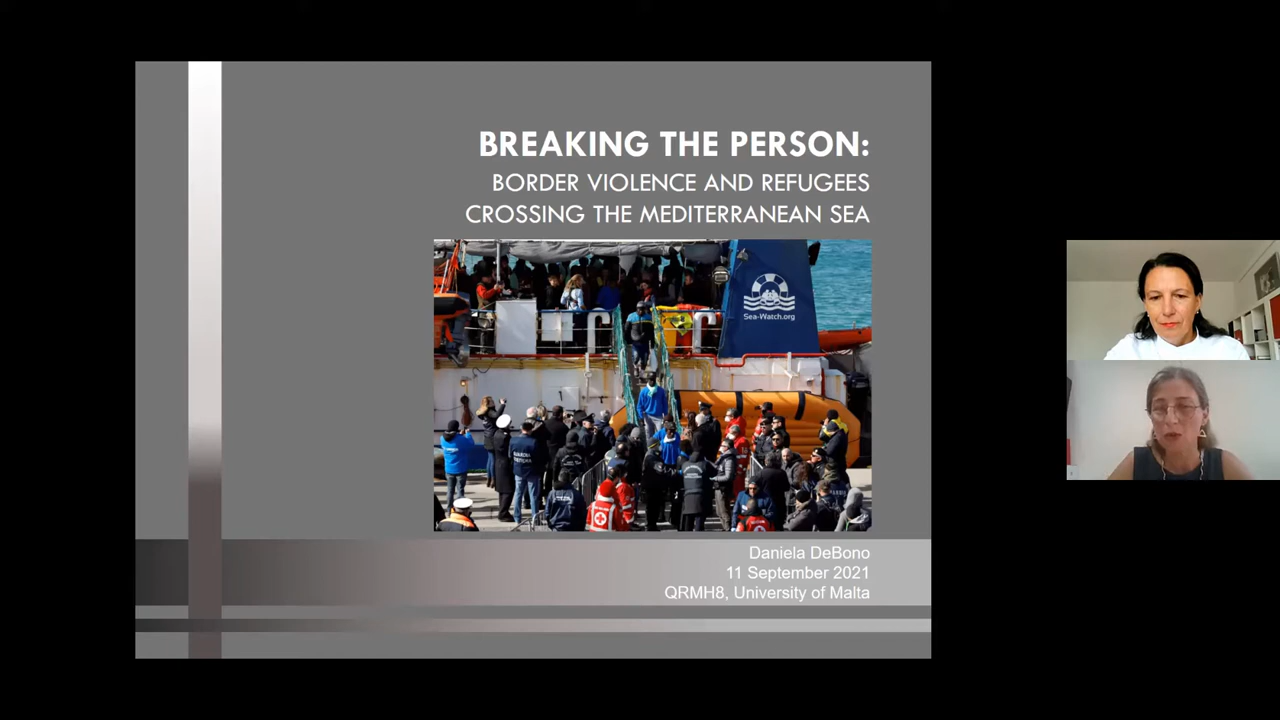 BREAKING THE PERSON:
BORDER VIOLENCE AND REFUGEES
CROSSING THE MEDITERRANEAN SEA
Sea-Watch.org
Daniela DeBono
11 September 2021
QRMH8, University of Malta